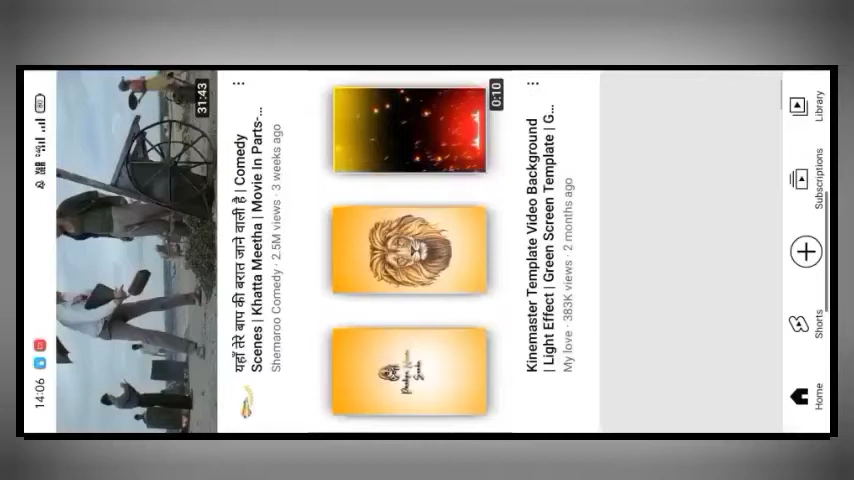 14:06
31:43
यहाँ तेरे बाप की बरात जाने वाली है | Comedy
Scenes | Khatta Meetha | Movie In Parts-...
Shemaroo Comedy · 2.5M views · 3 weeks ago
0:10
Kinemaster Template Video Background
| Light Effect | Green Screen Template | G...
My love · 383K views · 2 months ago
Home
Shorts
Subscriptions
Library